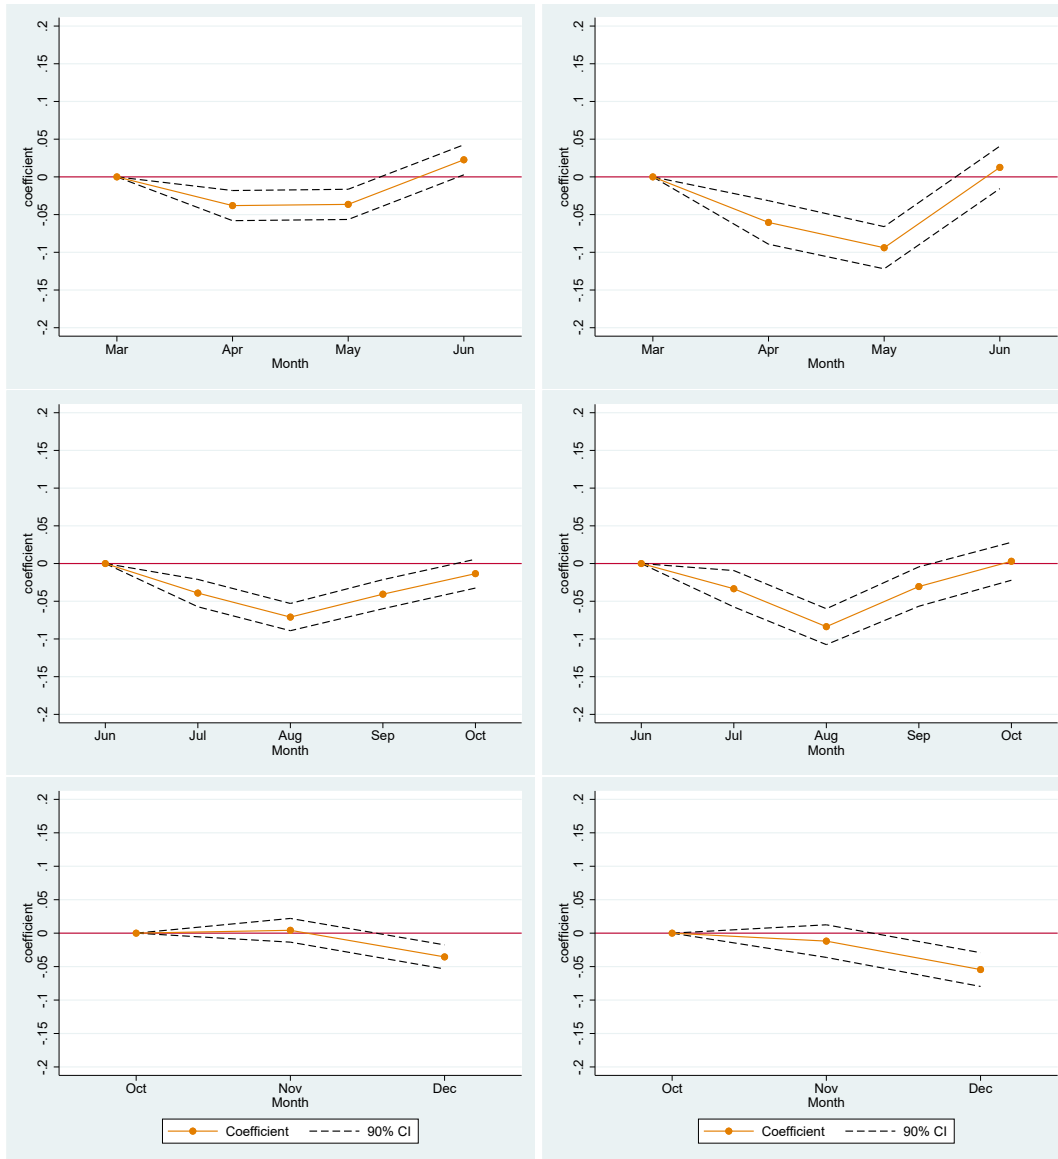 .2
.15
.1
.05
0
-.05
-.1
-.15
-.2
coefficient
Mar Apr May Jun
Month
.2
.15
.1
.05
0
-.05
-.1
-.15
-.2
coefficient
Mar Apr May Jun
Month
.2
.15
.1
.05
0
-.05
-.1
-.15
-.2
coefficient
Jun Jul Aug Sep Oct
Month
.2
.15
.1
.05
0
-.05
-.1
-.15
-.2
coefficient
Jun Jul Aug Sep Oct
Month
.2
.15
.1
.05
0
-.05
-.1
-.15
-.2
coefficient
Oct Nov Dec
Month
Coefficient 90% CI
.2
.15
.1
.05
0
-.05
-.1
-.15
-.2
coefficient
Oct Nov Dec
Month
Coefficient 90% CI